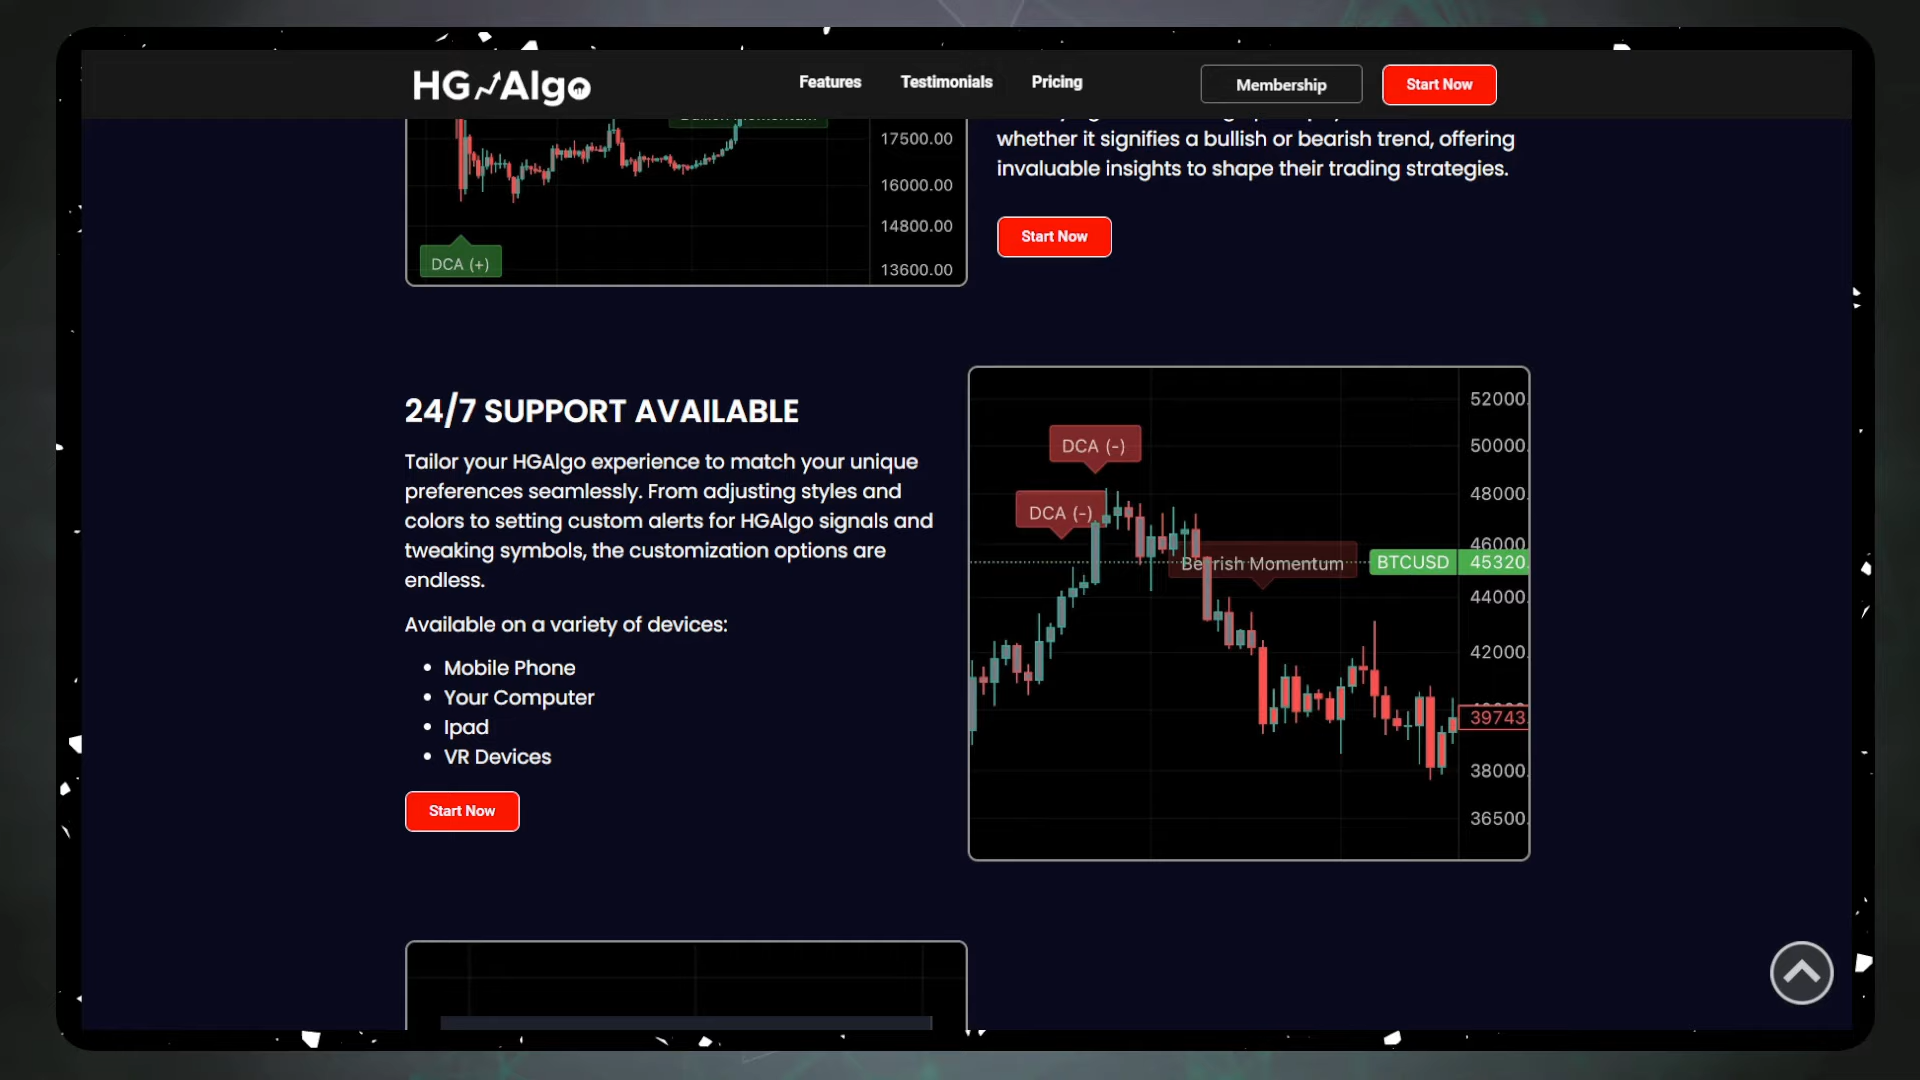 HG Algo
Features
Testimonials
Pricing
Membership
Start Now
17500.00
16000.00
14800.00
13600.00
DCA (+)
whether it signifies a bullish or bearish trend, offering
invaluable insights to shape their trading strategies.
Start Now
24/7 SUPPORT AVAILABLE
Tailor your HGAlgo experience to match your unique
preferences seamlessly. From adjusting styles and
colors to setting custom alerts for HGAlgo signals and
tweaking symbols, the customization options are
endless.
Available on a variety of devices:
• Mobile Phone
• Your Computer
• Ipad
• VR Devices
Start Now
DCA (-)
DCA (-)
Bearish Momentum
BTCUSD
45320.
52000.
50000.
48000.
46000.
44000.
42000.
39743.
38000.
36500.